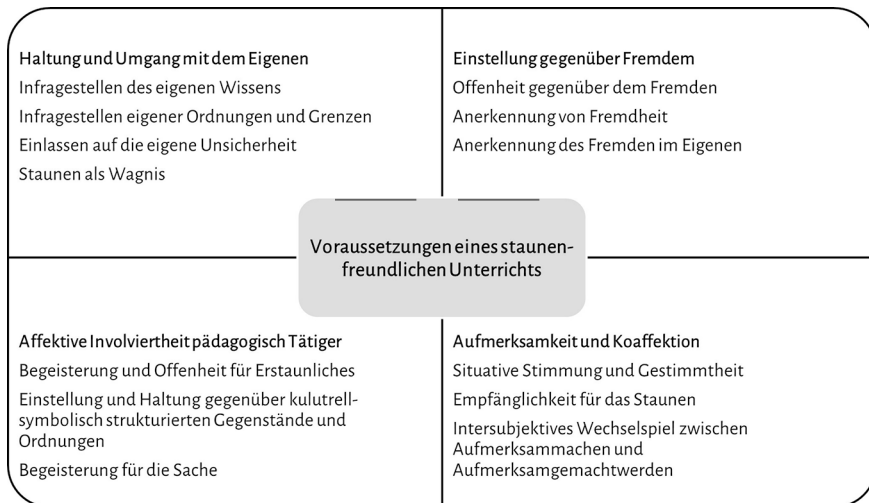 Haltung und Umgang mit dem Eigenen
Infragestellen des eigenen Wissens
Infragestellen eigener Ordnungen und Grenzen
Einlassen auf die eigene Unsicherheit
Staunen als Wagnis
Einstellung gegenüber Fremdem
Offenheit gegenüber dem Fremden
Anerkennung von Fremdheit
Anerkennung des Fremden im Eigenen
Voraussetzungen eines staunen-
freundlichen Unterrichts
Affektive Involviertheit pädagogisch Tätiger
Begeisterung und Offenheit für Erstaunliches
Einstellung und Haltung gegenüber kulutrell-
symbolisch strukturierten Gegenstände und
Ordnungen
Begeisterung für die Sache
Aufmerksamkeit und Koaffektion
Situative Stimmung und Gestimmtheit
Empfänglichkeit für das Staunen
Intersubjektives Wechselspiel zwischen
Aufmerksammachen und
Aufmerksamgemachtwerden